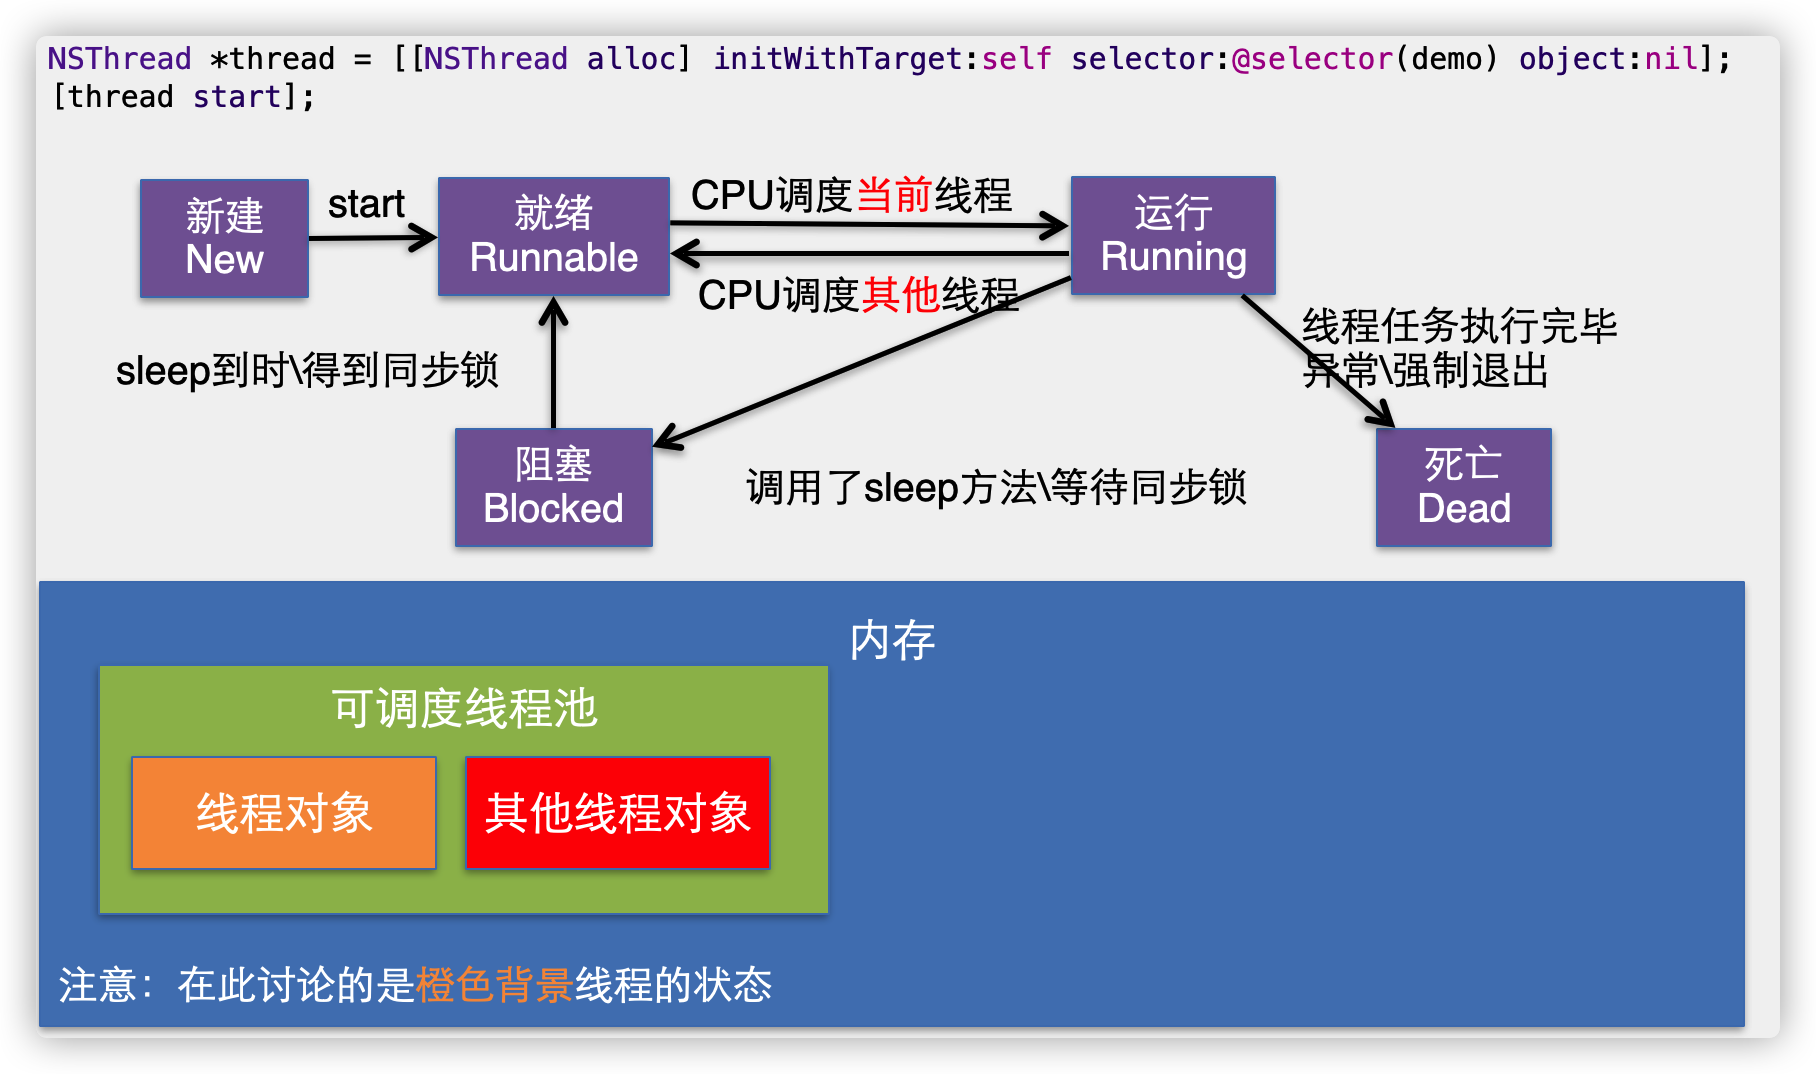 NSThread *thread = [[NSThread alloc] initWithTarget:self selector:@selector(demo) object:nil];
[thread start];
新建
New
start
就绪
Runnable
CPU调度当前线程
CPU调度其他线程
运行
Running
线程任务执行完毕
异常\强制退出
sleep到时\得到同步锁
阻塞
Blocked
调用了sleep方法\等待同步锁
死亡
Dead
内存
可调度线程池
线程对象
其他线程对象
注意：在此讨论的是橙色背景线程的状态